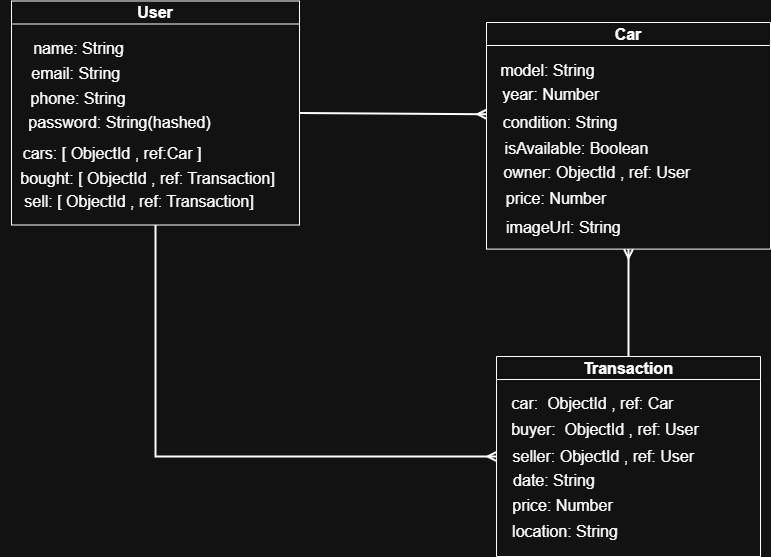 User
name: String
email: String
phone: String
password: String(hashed)
cars: [ ObjectId , ref:Car ]
bought: [ ObjectId , ref: Transaction]
sell: [ ObjectId , ref: Transaction]
Car
model: String
year: Number
condition: String
isAvailable: Boolean
owner: ObjectId , ref: User
price: Number
imageUrl: String
Transaction
car:  ObjectId , ref: Car
buyer:  ObjectId , ref: User
seller: ObjectId , ref: User
date: String
price: Number
location: String